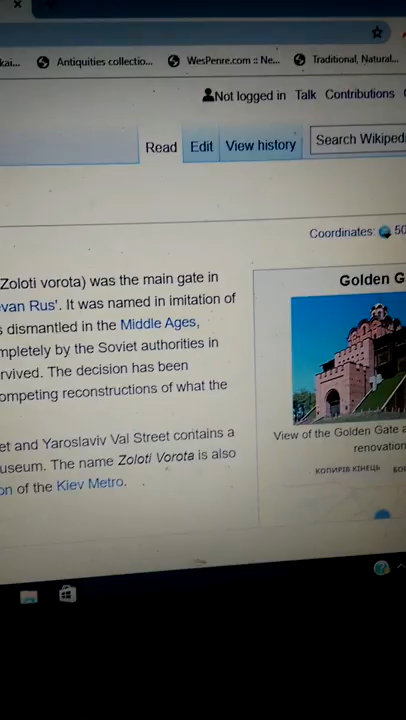 kai...
Antiquities collectio...
WesPenre.com :: Ne...
Traditional, Natural...
Not logged in Talk Contributions
Read Edit View history
Search Wikiped
Coordinates: 50
Zoloti vorota) was the main gate in
evan Rus'. It was named in imitation of
s dismantled in the Middle Ages,
mpletely by the Soviet authorities in
rvived. The decision has been
ompeting reconstructions of what the
et and Yaroslaviv Val Street contains a
useum. The name Zoloti Vorota is also
on of the Kiev Metro.
Golden G
View of the Golden Gate a
renovation
КОПИРІВ КІНЕЦЬ